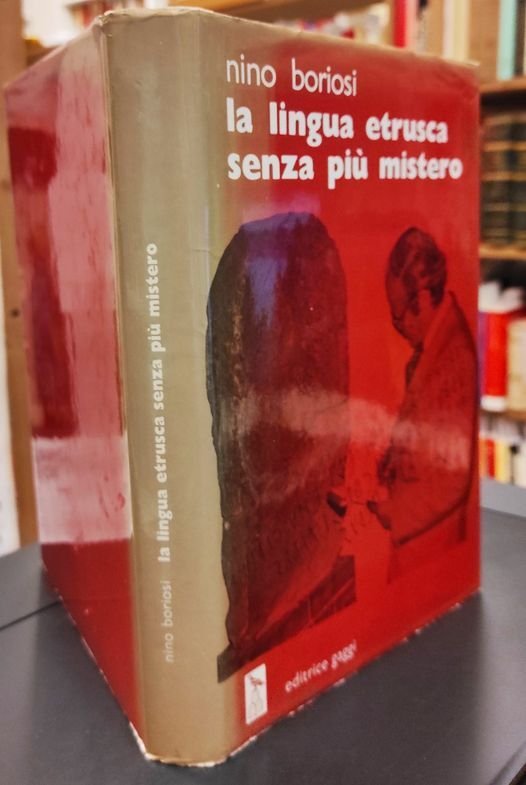 nino boriosi
la lingua etrusca
senza più mistero
editrice gaggi
nino boriosi la lingua etrusca senza più mistero